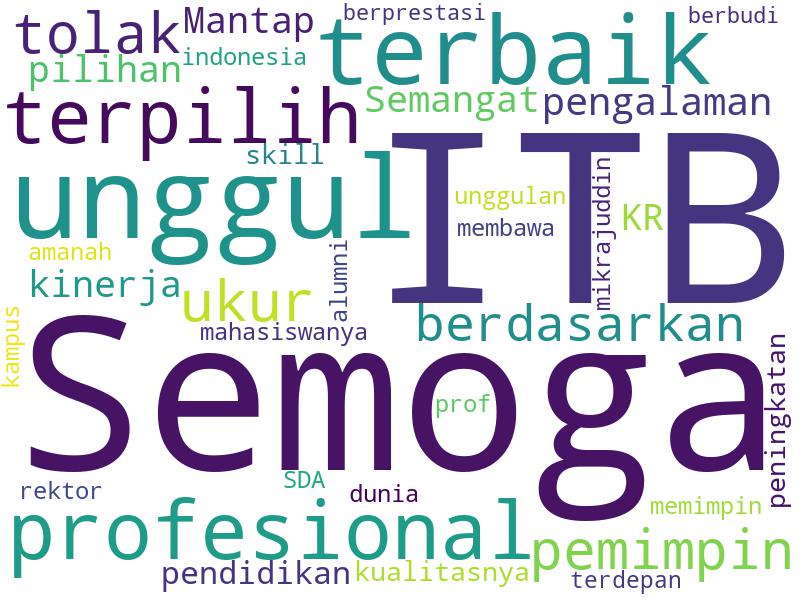 berprestasi
berbudi
tolak
Mantap
terbaik
indonesia
pilihan
terpilih
Semangat
pengalaman
skill
unggul
ITB
unggulan
mikrajuddin
KR
membawa
amanah
alumni
kinerja
ukur
kampus
mahasiswanya
berdasarkan
Semoga
prof
peningkatan
SDA
rektor
dunia
profesional
memimpin
pemimpin
pendidikan
kualitasnya
terdepan